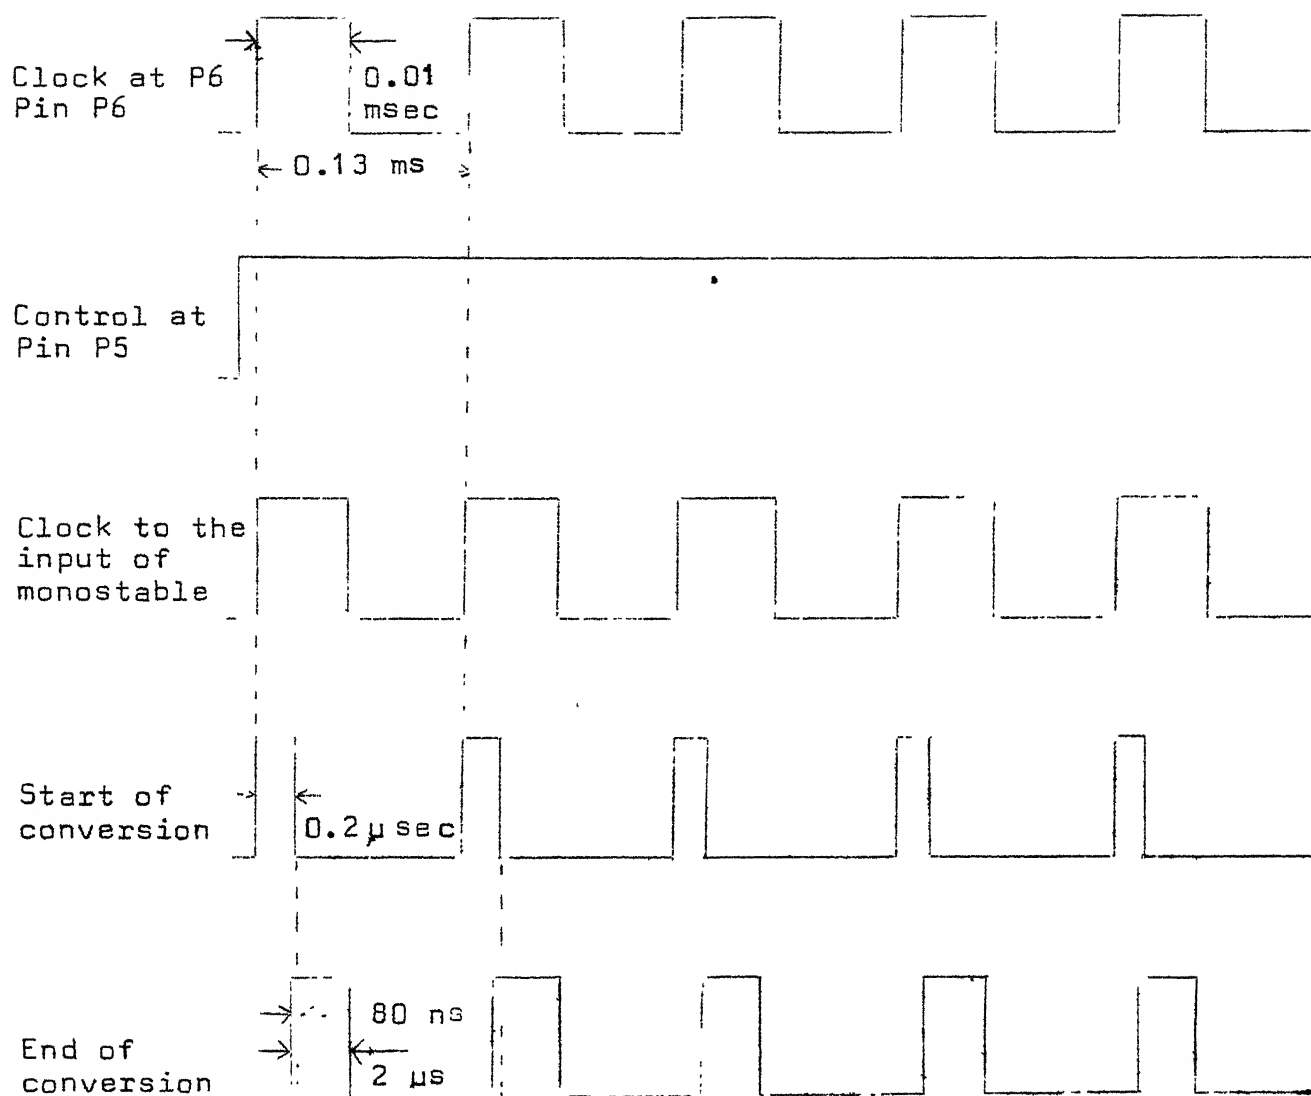 Clock at P6
Pin P6
0.01
msec
0.13 ms
Control at
Pin P5
Clock to the
input of
monostable
Start of
conversion
0.2 μsec
80 ns
End of
conversion
2 μs